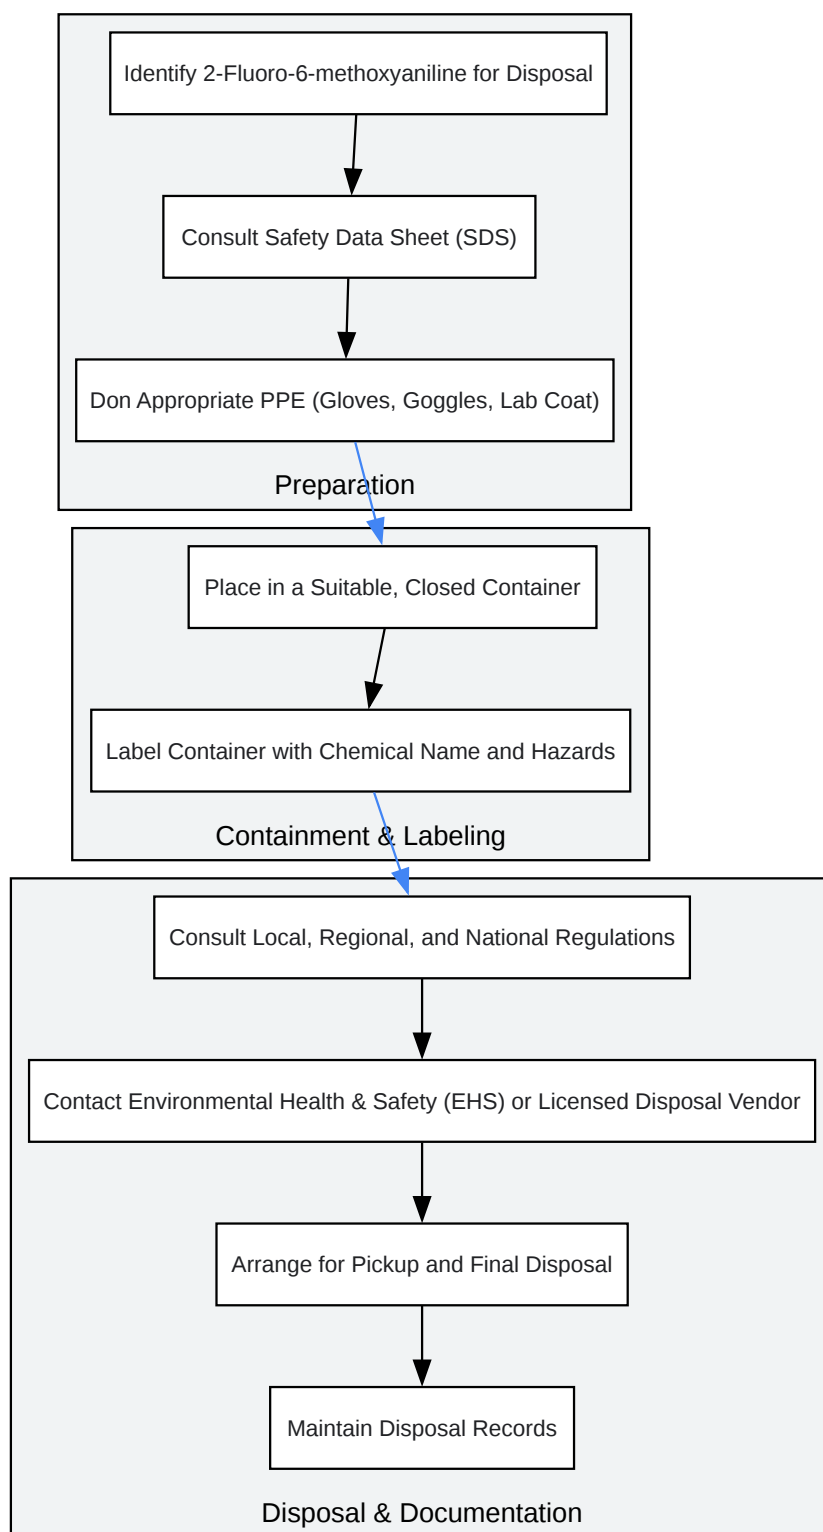 Identify 2-Fluoro-6-methoxyaniline for Disposal
Consult Safety Data Sheet (SDS)
Don Appropriate PPE (Gloves, Goggles, Lab Coat)
Preparation
Place in a Suitable, Closed Container
Label Container with Chemical Name and Hazards
Containment & Labeling
Consult Local, Regional, and National Regulations
Contact Environmental Health & Safety (EHS) or Licensed Disposal Vendor
Arrange for Pickup and Final Disposal
Maintain Disposal Records
Disposal & Documentation